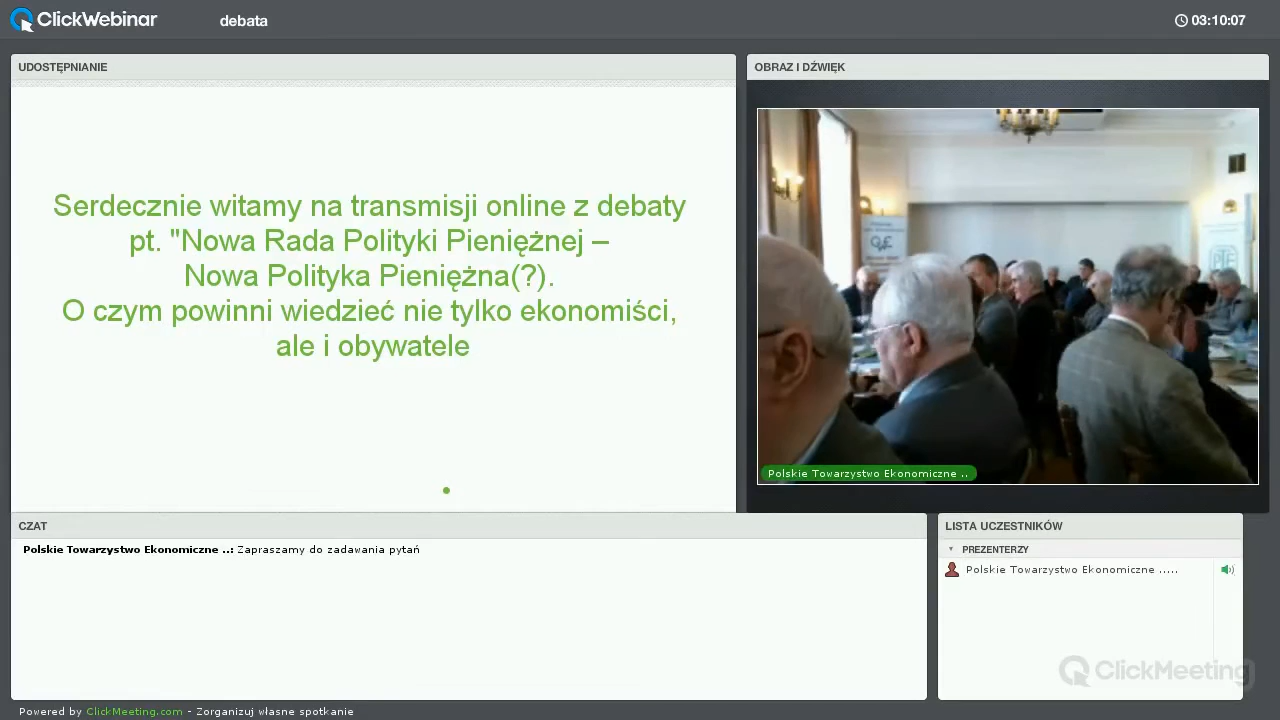 ClickWebinar
debata
03:10:07
UDOSTĘPNIANIE
Serdecznie witamy na transmisji online z debaty
pt. "Nowa Rada Polityki Pieniężnej –
Nowa Polityka Pieniężna(?).
O czym powinni wiedzieć nie tylko ekonomiści,
ale i obywatele
OBRAZ I DŹWIĘK
PTE
Polskie Towarzystwo Ekonomiczne ..
CZAT
Polskie Towarzystwo Ekonomiczne ..: Zapraszamy do zadawania pytań
LISTA UCZESTNIKÓW
PREZENTERZY
Polskie Towarzystwo Ekonomiczne .....
ClickMeeting
Powered by ClickMeeting.com - Zorganizuj własne spotkanie